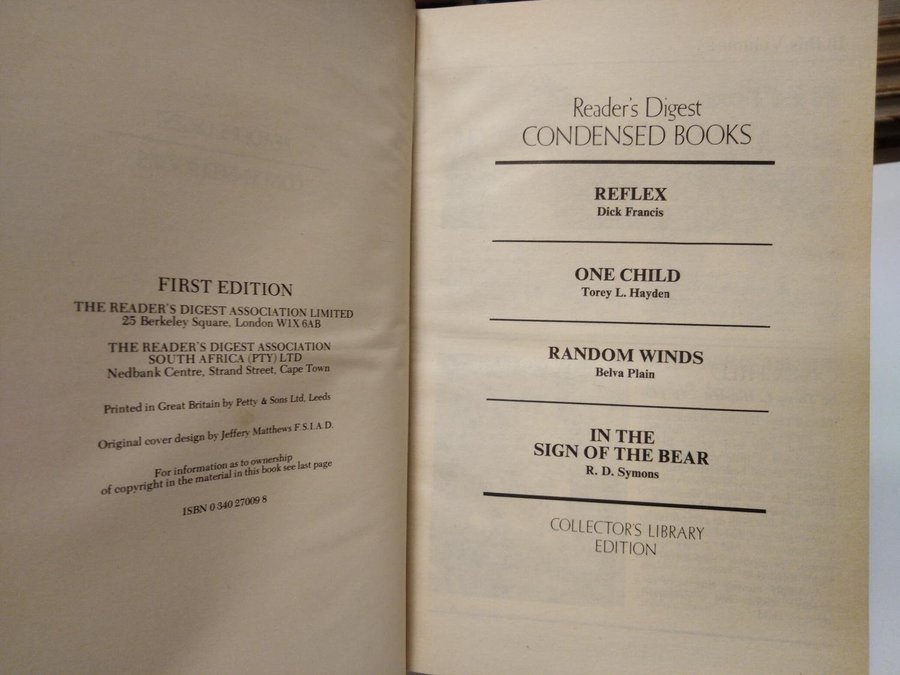 FIRST EDITION
THE READER'S DIGEST ASSOCIATION LIMITED
25 Berkeley Square, London W1X 6AB
THE READER'S DIGEST ASSOCIATION
SOUTH AFRICA (PTY) LTD
Nedbank Centre, Strand Street, Cape Town
Printed in Great Britain by Petty & Sons Ltd, Leeds
Original cover design by Jeffery Matthews F.S.I.A.D.
For information as to ownership
of copyright in the material in this book see last page
ISBN 0 340 27009 8
Reader's Digest
CONDENSED BOOKS
REFLEX
Dick Francis
ONE CHILD
Torey L. Hayden
RANDOM WINDS
Belva Plain
IN THE
SIGN OF THE BEAR
R. D. Symons
COLLECTOR'S LIBRARY
EDITION